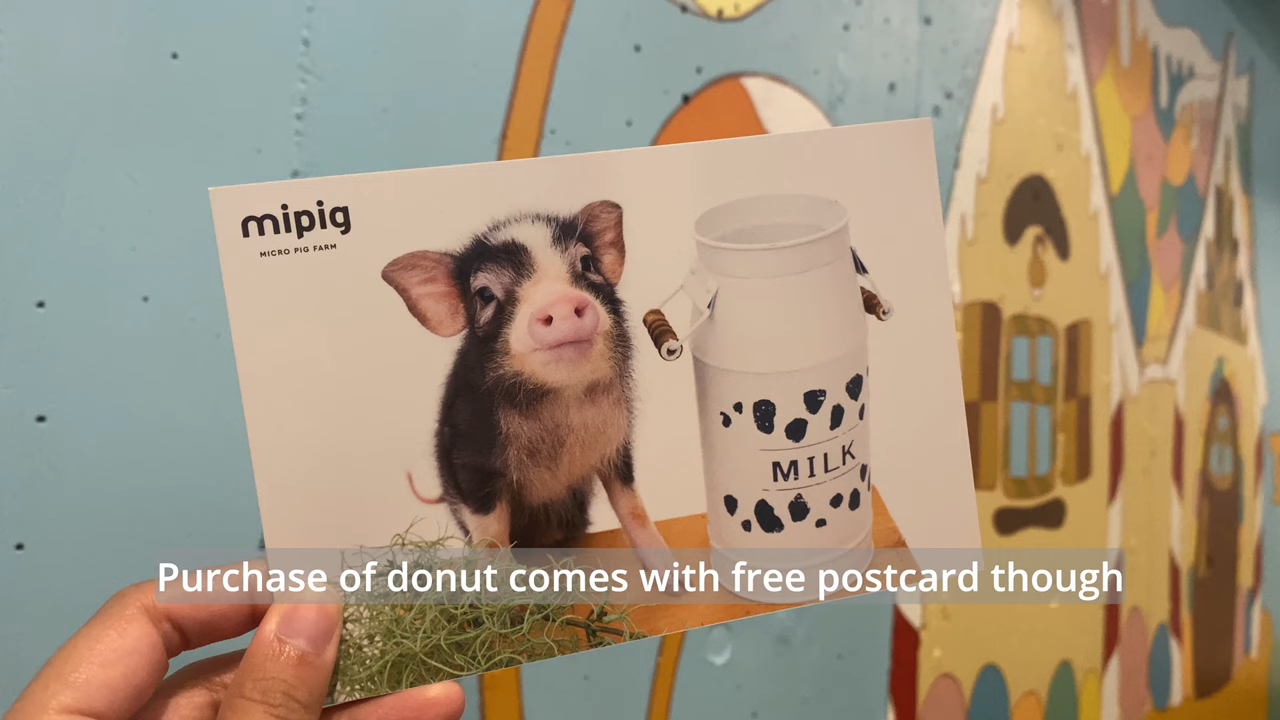 mipig
MICRO PIG FARM
MILK
Purchase of donut comes with free postcard though